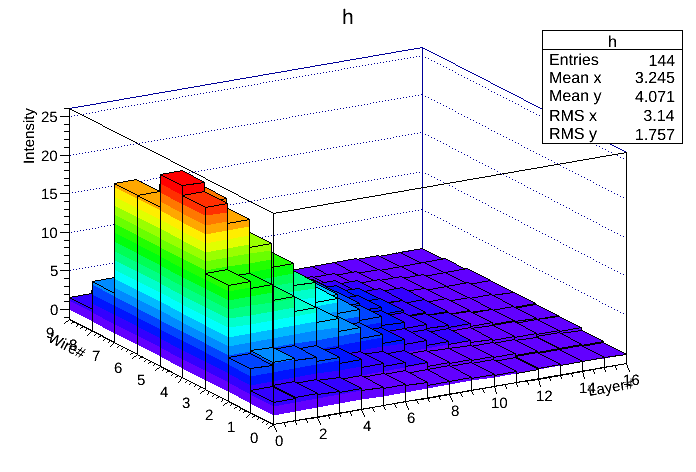 h
h
Entries 144
Mean x 3.245
Mean y 4.071
RMS x 3.14
RMS y 1.757
Intensity
25
20
15
10
5
0
9
8
7
6
5
4
3
2
1
0
Wire#
0
2
4
6
8
10
12
14
16
Layer#